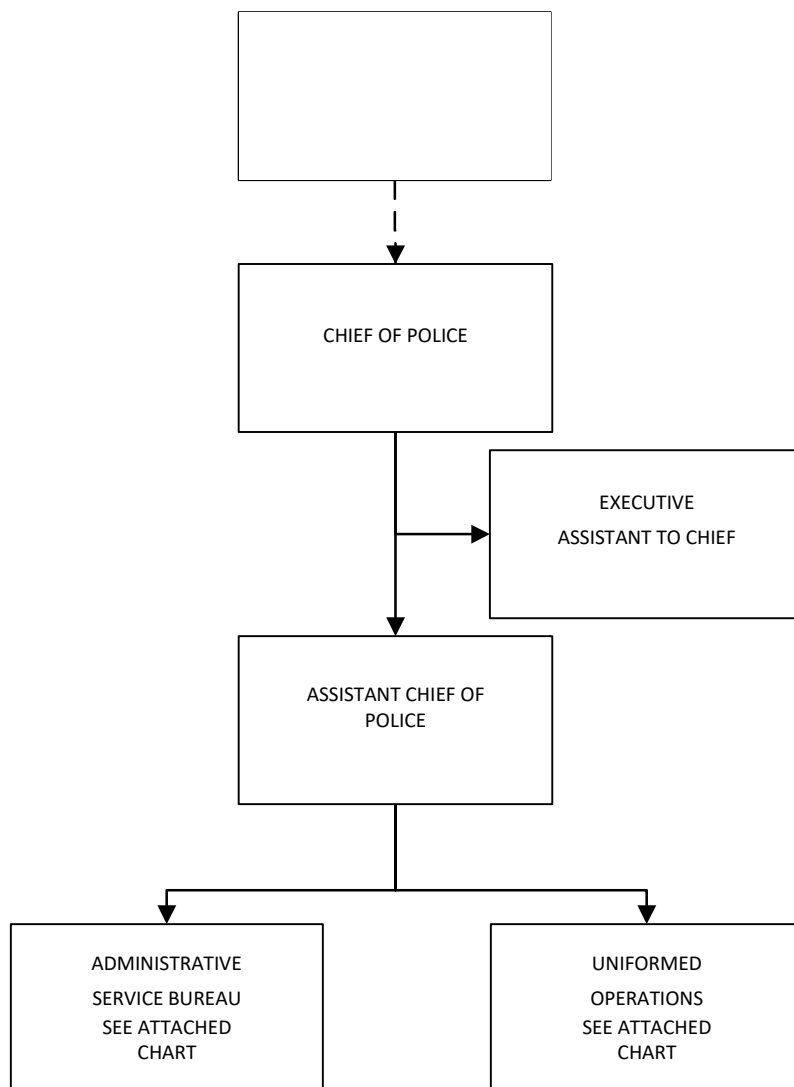 CHIEF OF POLICE
EXECUTIVE
ASSISTANT TO CHIEF
ASSISTANT CHIEF OF
POLICE
ADMINISTRATIVE
SERVICE BUREAU
SEE ATTACHED
CHART
UNIFORMED
OPERATIONS
SEE ATTACHED
CHART